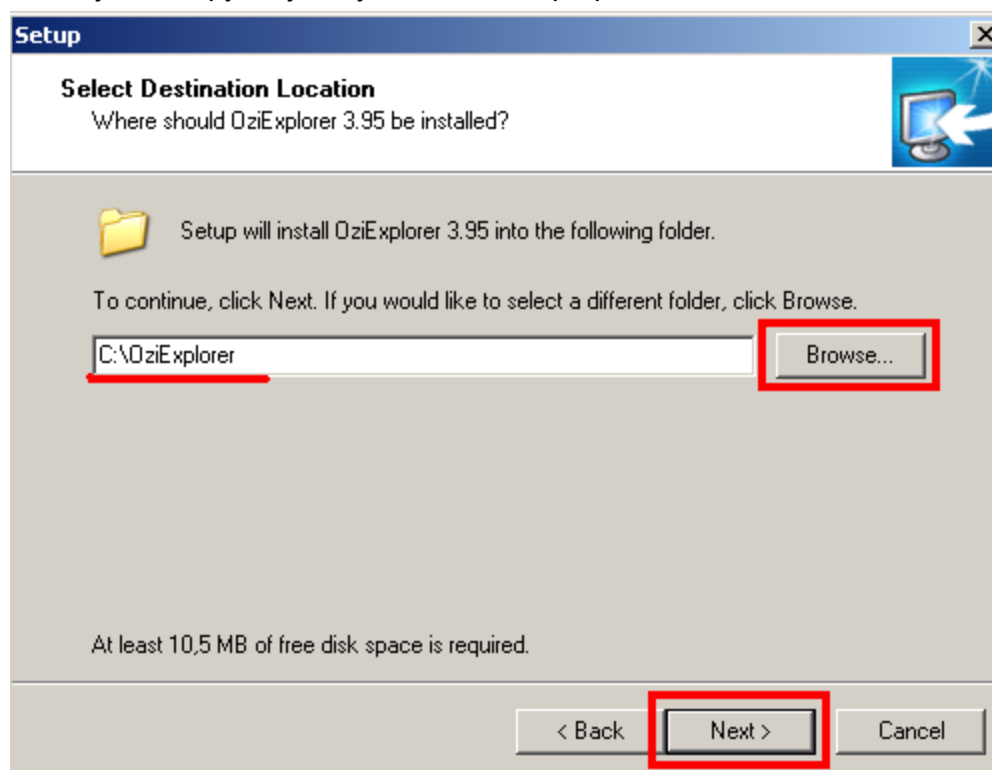 Setup
Select Destination Location
Where should OziExplorer 3.95 be installed?
Setup will install OziExplorer 3.95 into the following folder.
To continue, click Next. If you would like to select a different folder, click Browse.
C:\OziExplorer
Browse...
At least 10,5 MB of free disk space is required.
< Back
Next >
Cancel